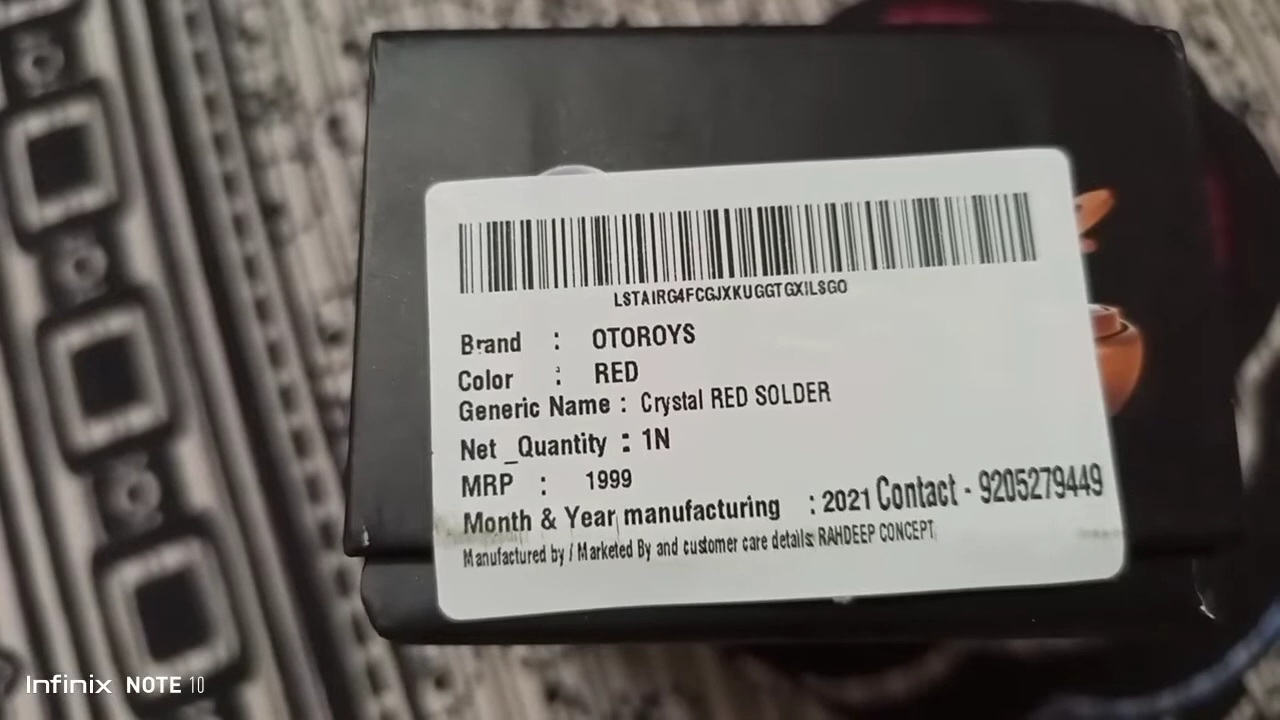 LSTAIRG4FCGJXKUGGTGXILSGO
Brand : OTOROYS
Color : RED
Generic Name : Crystal RED SOLDER
Net _Quantity : 1N
MRP : 1999
Month & Year manufacturing : 2021 Contact - 9205279449
Manufactured by / Marketed By and customer care details: RAHDEEP CONCEPT
Infinix NOTE 10